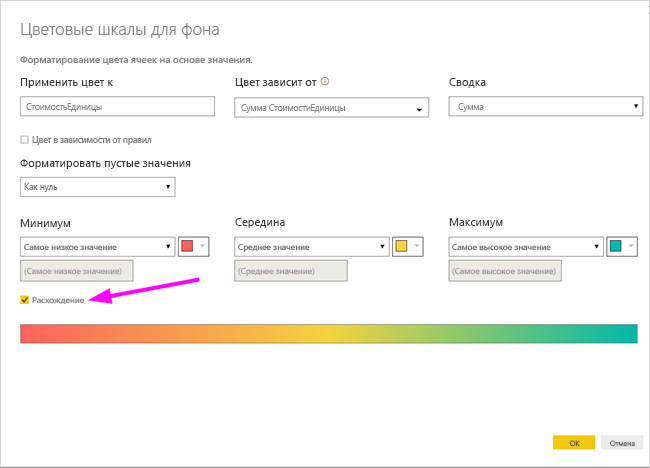 Цветовые шкалы для фона
Форматирование цвета ячеек на основе значения.
Применить цвет к
Цвет зависит от
Сводка
СтоимостьЕдиницы
Сумма СтоимостиЕдиницы
Сумма
Цвет в зависимости от правил
Форматировать пустые значения
Как нуль
Минимум
Середина
Максимум
Самое низкое значение
Среднее значение
Самое высокое значение
(Самое низкое значение)
(Среднее значение)
(Самое высокое значение)
Расхождение
ОК
Отмена